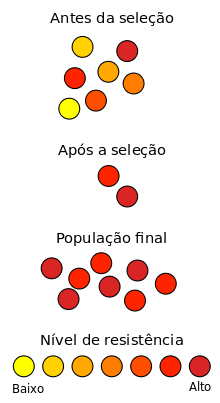 Antes da seleção
Após a seleção
População final
Nível de resistência
Baixo
Alto